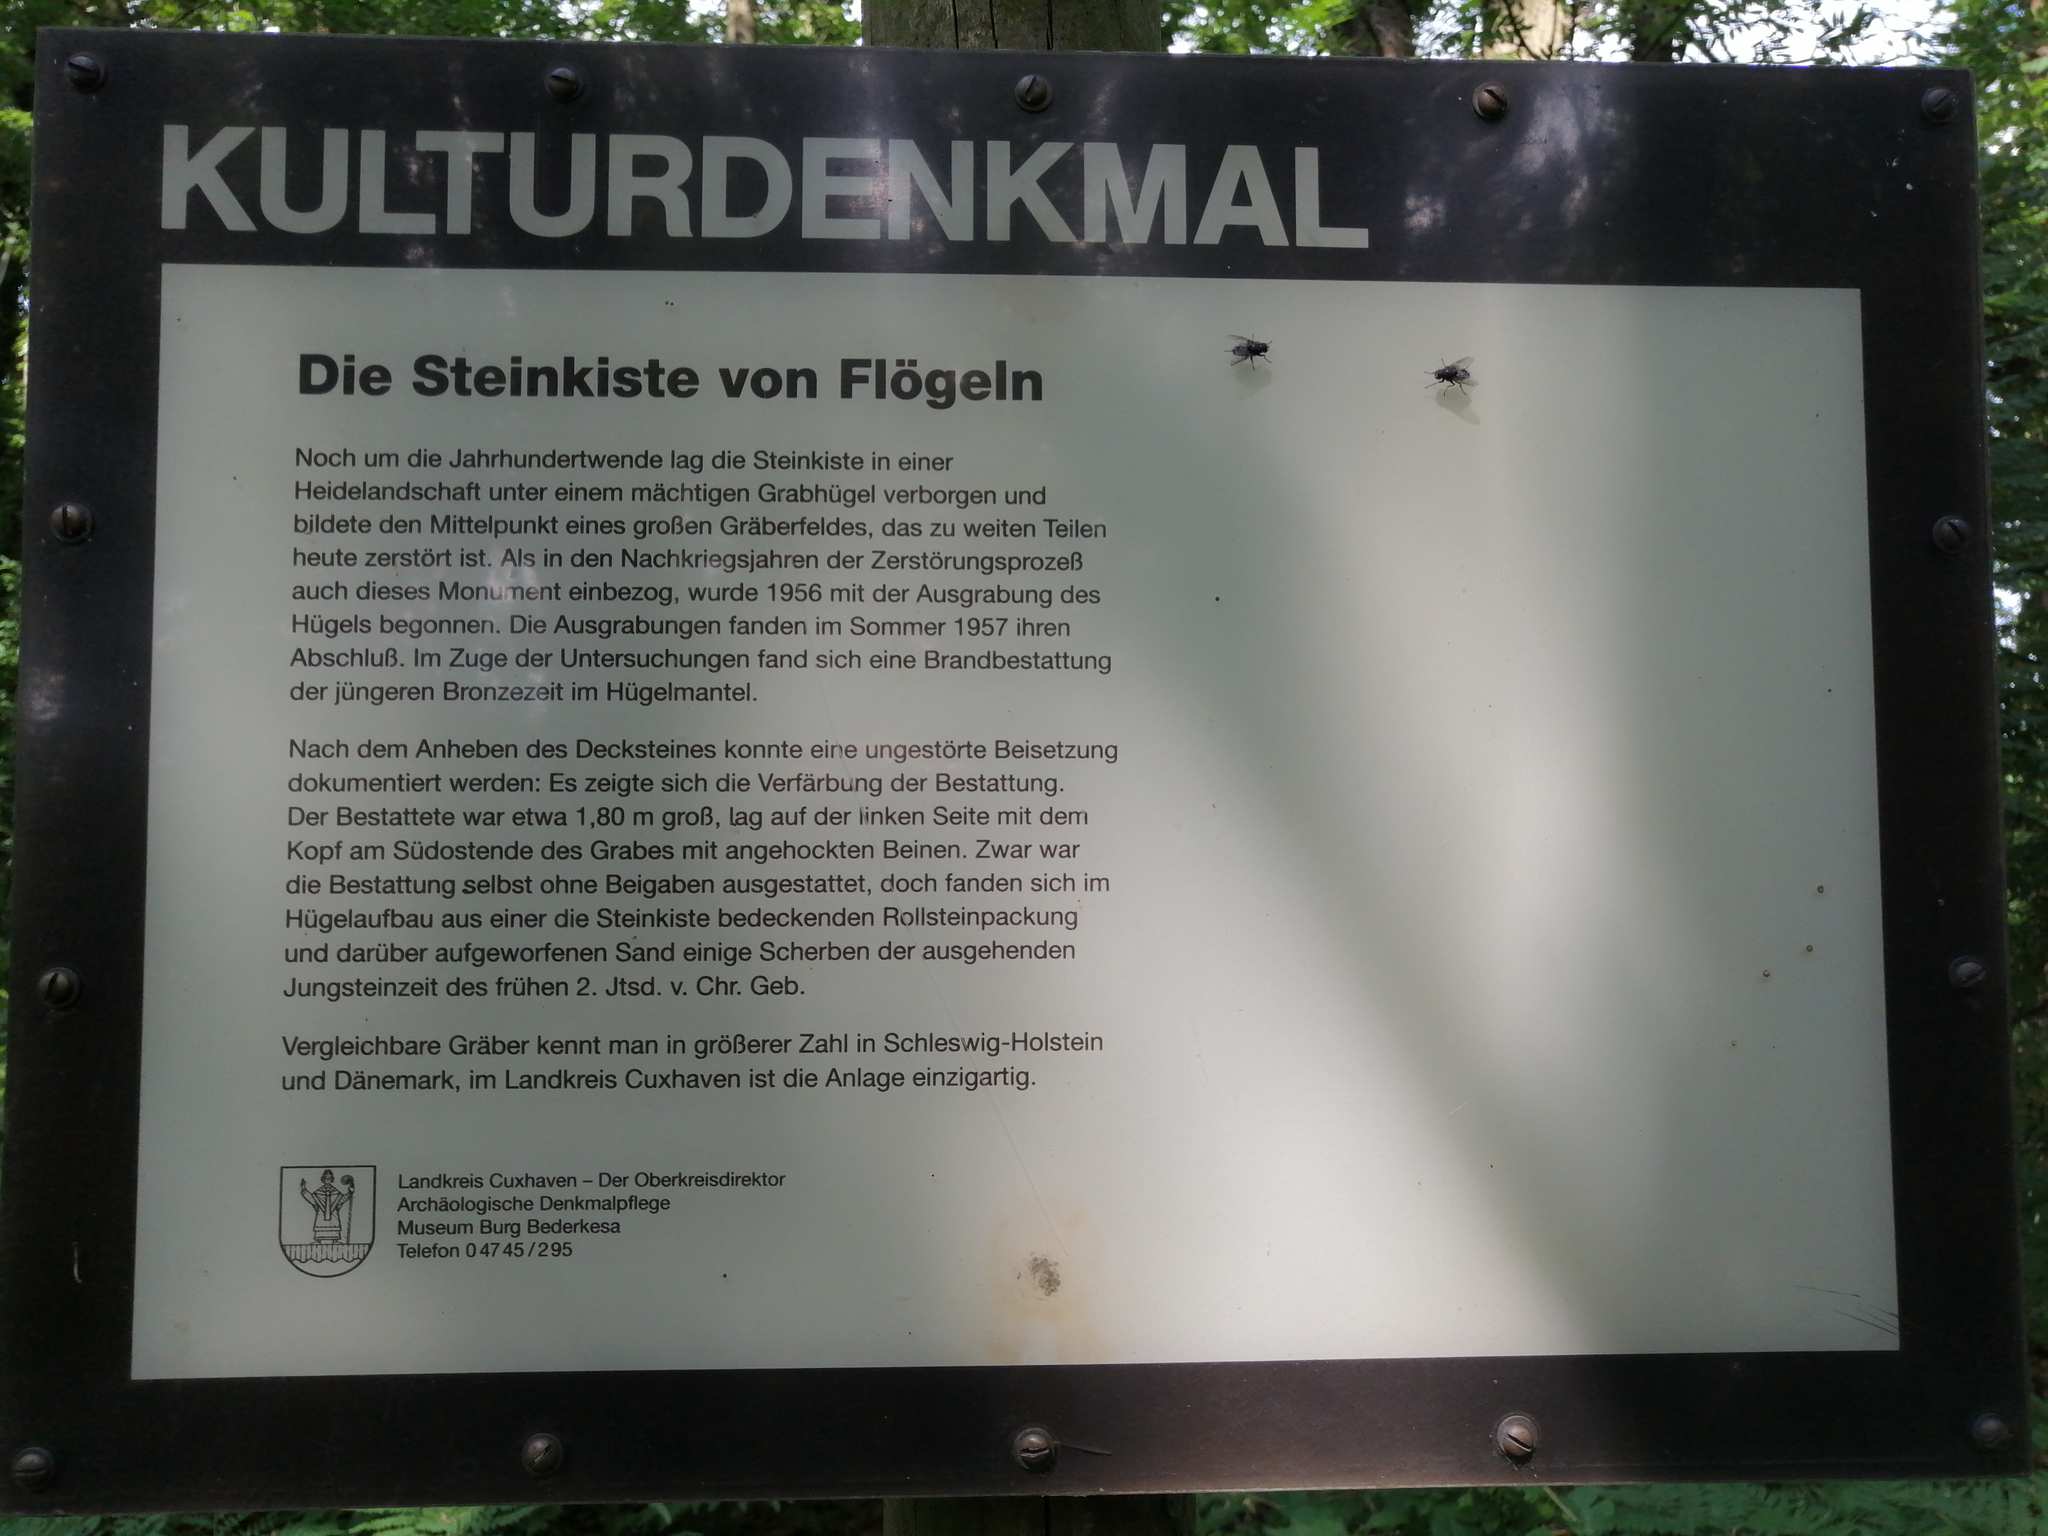 KULTURDENKMAL
Die Steinkiste von Flögeln
Noch um die Jahrhundertwende lag die Steinkiste in einer
Heidelandschaft unter einem mächtigen Grabhügel verborgen und
bildete den Mittelpunkt eines großen Gräberfeldes, das zu weiten Teilen
heute zerstört ist. Als in den Nachkriegsjahren der Zerstörungsprozeß
auch dieses Monument einbezog, wurde 1956 mit der Ausgrabung des
Hügels begonnen. Die Ausgrabungen fanden im Sommer 1957 ihren
Abschluß. Im Zuge der Untersuchungen fand sich eine Brandbestattung
der jüngeren Bronzezeit im Hügelmantel.
Nach dem Anheben des Decksteines konnte eine ungestörte Beisetzung
dokumentiert werden: Es zeigte sich die Verfärbung der Bestattung.
Der Bestattete war etwa 1,80 m groß, lag auf der linken Seite mit dem
Kopf am Südostende des Grabes mit angehockten Beinen. Zwar war
die Bestattung selbst ohne Beigaben ausgestattet, doch fanden sich im
Hügelaufbau aus einer die Steinkiste bedeckenden Rollsteinpackung
und darüber aufgeworfenen Sand einige Scherben der ausgehenden
Jungsteinzeit des frühen 2. Jtsd. v. Chr. Geb.
Vergleichbare Gräber kennt man in größerer Zahl in Schleswig-Holstein
und Dänemark, im Landkreis Cuxhaven ist die Anlage einzigartig.
Landkreis Cuxhaven – Der Oberkreisdirektor
Archäologische Denkmalpflege
Museum Burg Bederkesa
Telefon 0 47 45 / 2 95